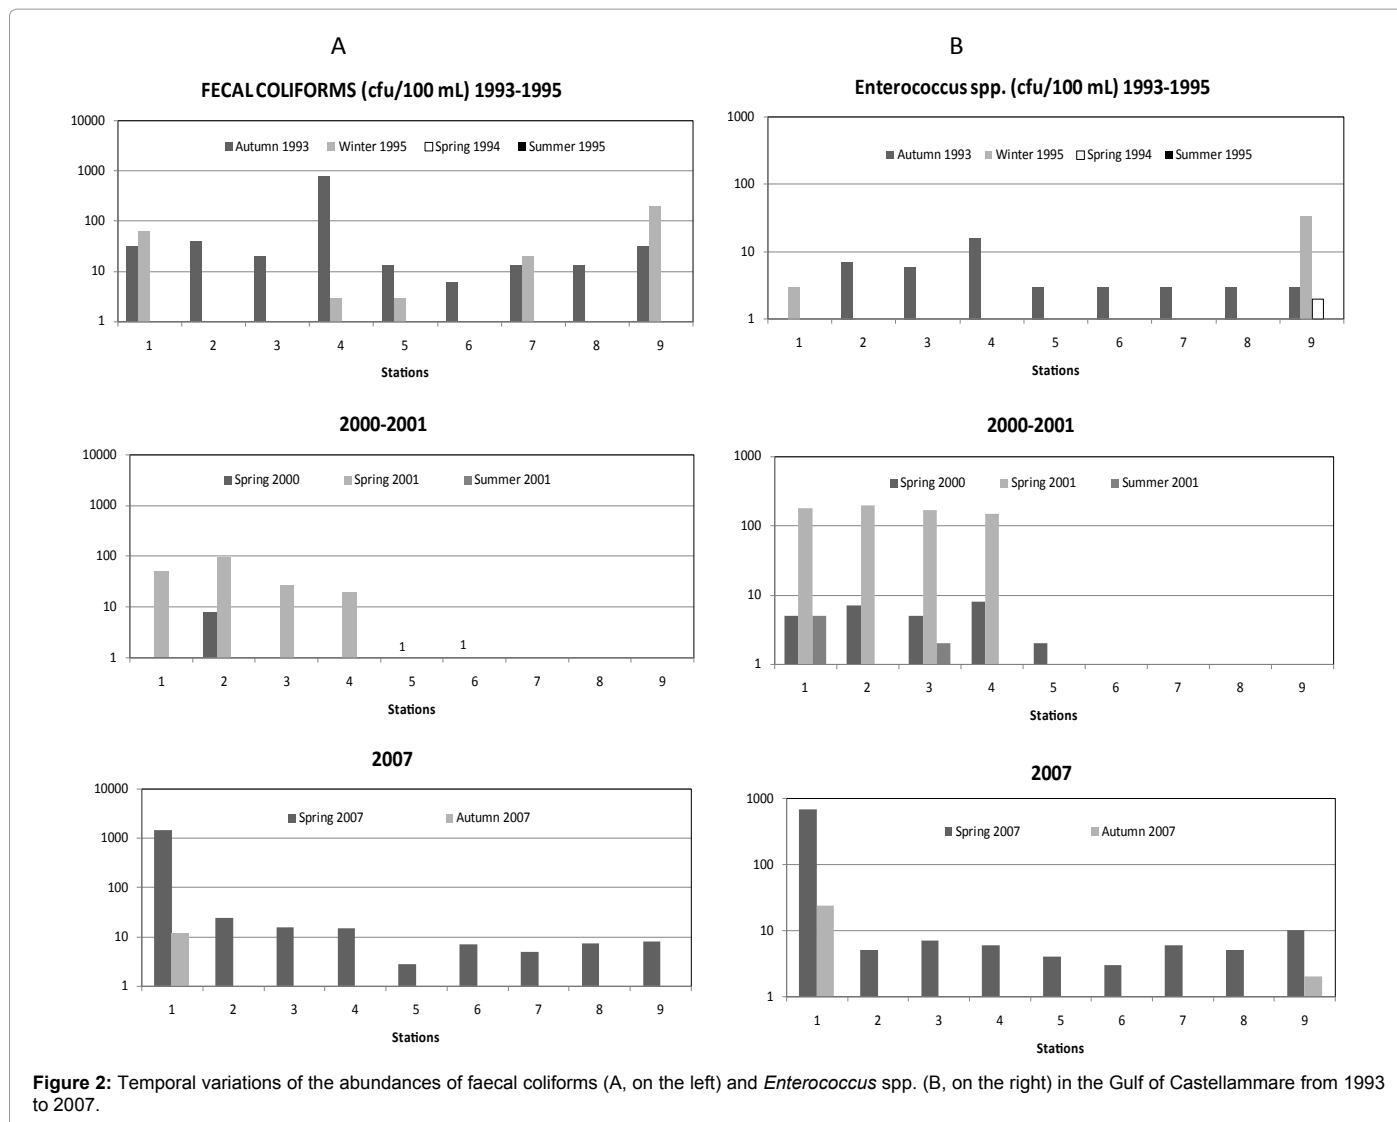 A
B
FECAL COLIFORMS (cfu/100 mL) 1993-1995
10000
1000
100
10
1
Autumn 1993 Winter 1995 Spring 1994 Summer 1995
1 2 3 4 5 6 7 8 9
Stations
Enterococcus spp. (cfu/100 mL) 1993-1995
1000
100
10
1
Autumn 1993 Winter 1995 Spring 1994 Summer 1995
1 2 3 4 5 6 7 8 9
Stations
2000-2001
10000
1000
100
10
1
Spring 2000 Spring 2001 Summer 2001
1 1
1 2 3 4 5 6 7 8 9
Stations
2000-2001
1000
100
10
1
Spring 2000 Spring 2001 Summer 2001
1 2 3 4 5 6 7 8 9
Stations
2007
10000
1000
100
10
1
Spring 2007 Autumn 2007
1 2 3 4 5 6 7 8 9
Stations
2007
1000
100
10
1
Spring 2007 Autumn 2007
1 2 3 4 5 6 7 8 9
Stations
Figure 2: Temporal variations of the abundances of faecal coliforms (A, on the left) and Enterococcus spp. (B, on the right) in the Gulf of Castellammare from 1993
to 2007.